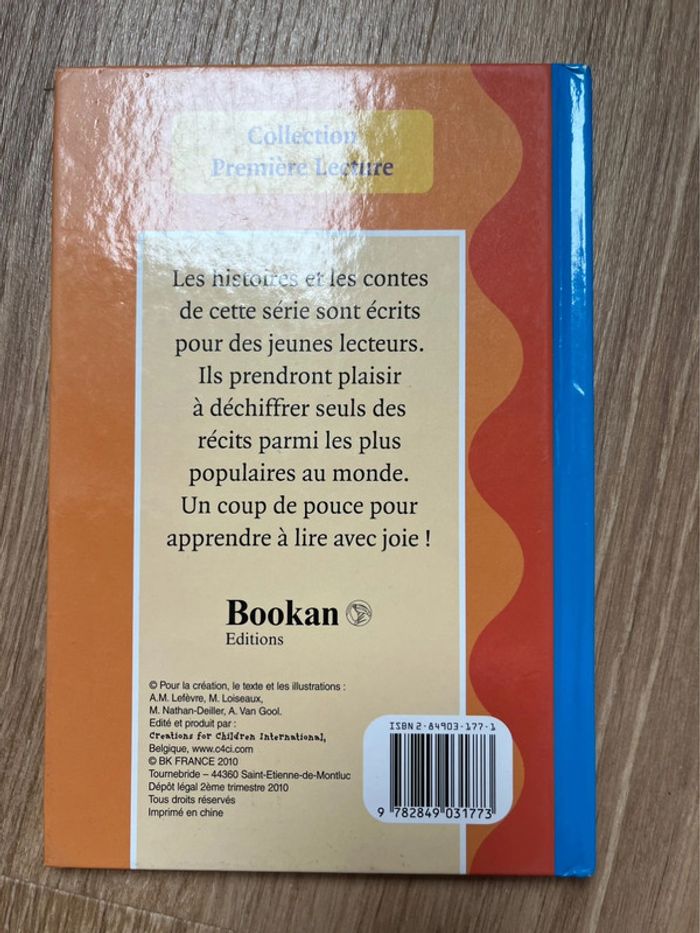 Collection
Première Lecture
Les histoires et les contes
de cette série sont écrits
pour des jeunes lecteurs.
Ils prendront plaisir
à déchiffrer seuls des
récits parmi les plus
populaires au monde.
Un coup de pouce pour
apprendre à lire avec joie !
Bookan
Editions
© Pour la création, le texte et les illustrations :
A.M. Lefèvre, M. Loiseaux,
M. Nathan-Deiller, A. Van Gool.
Edité et produit par :
Creations for Children International,
Belgique, www.c4ci.com
© BK FRANCE 2010
Tournebride – 44360 Saint-Etienne-de-Montluc
Dépôt légal 2ème trimestre 2010
Tous droits réservés
Imprimé en chine
ISBN 2-84903-177-1
9 782849 031773